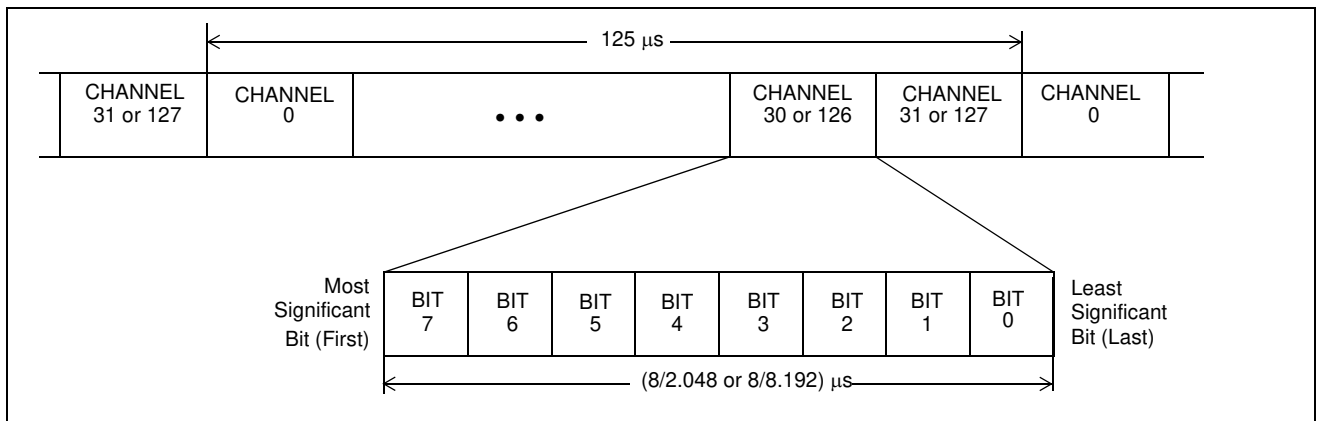 125 μs
CHANNEL
31 or 127
CHANNEL
0
• • •
CHANNEL
30 or 126
CHANNEL
31 or 127
CHANNEL
0
Most
Significant
Bit (First)
BIT
7
BIT
6
BIT
5
BIT
4
BIT
3
BIT
2
BIT
1
BIT
0
Least
Significant
Bit (Last)
(8/2.048 or 8/8.192) μs